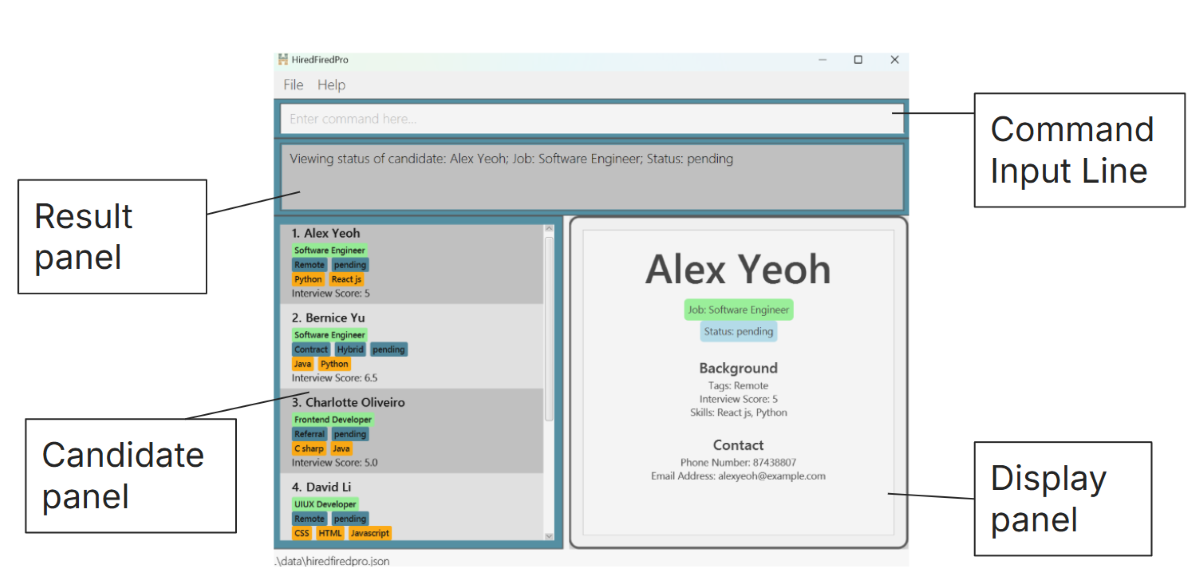 HiredFiredPro
File Help
Enter command here...
Command
Input Line
Viewing status of candidate: Alex Yeoh; Job: Software Engineer; Status: pending
Result
panel
1. Alex Yeoh
Software Engineer
Remote pending
Python React js
Interview Score: 5
2. Bernice Yu
Software Engineer
Contract Hybrid pending
Java Python
Interview Score: 6.5
3. Charlotte Oliveiro
Frontend Developer
Referral pending
C sharp Java
Interview Score: 5.0
4. David Li
UIUX Developer
Remote pending
CSS HTML Javascript
Candidate
panel
Alex Yeoh
Job: Software Engineer
Status: pending
Background
Tags: Remote
Interview Score: 5
Skills: React js, Python
Contact
Phone Number: 87438807
Email Address: alexyeoh@example.com
Display
panel
.\data\hiredfiredpro.json